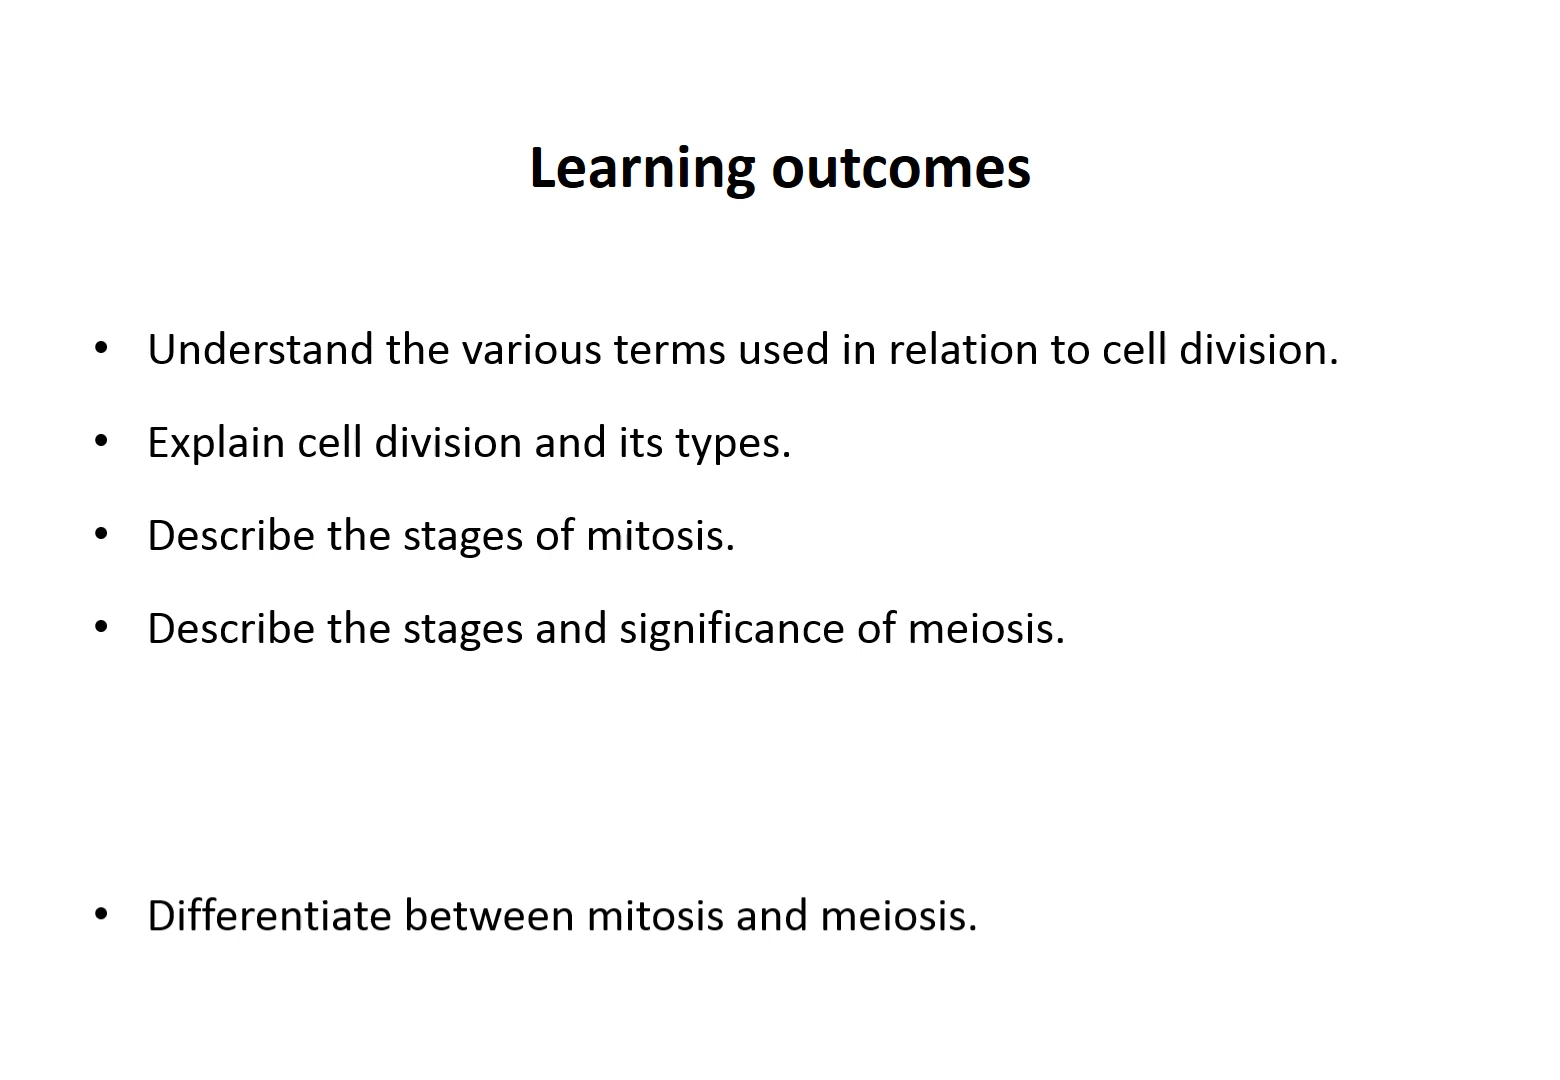 Learning outcomes
• Understand the various terms used in relation to cell division.
• Explain cell division and its types.
• Describe the stages of mitosis.
• Describe the stages and significance of meiosis.
• Differentiate between mitosis and meiosis.